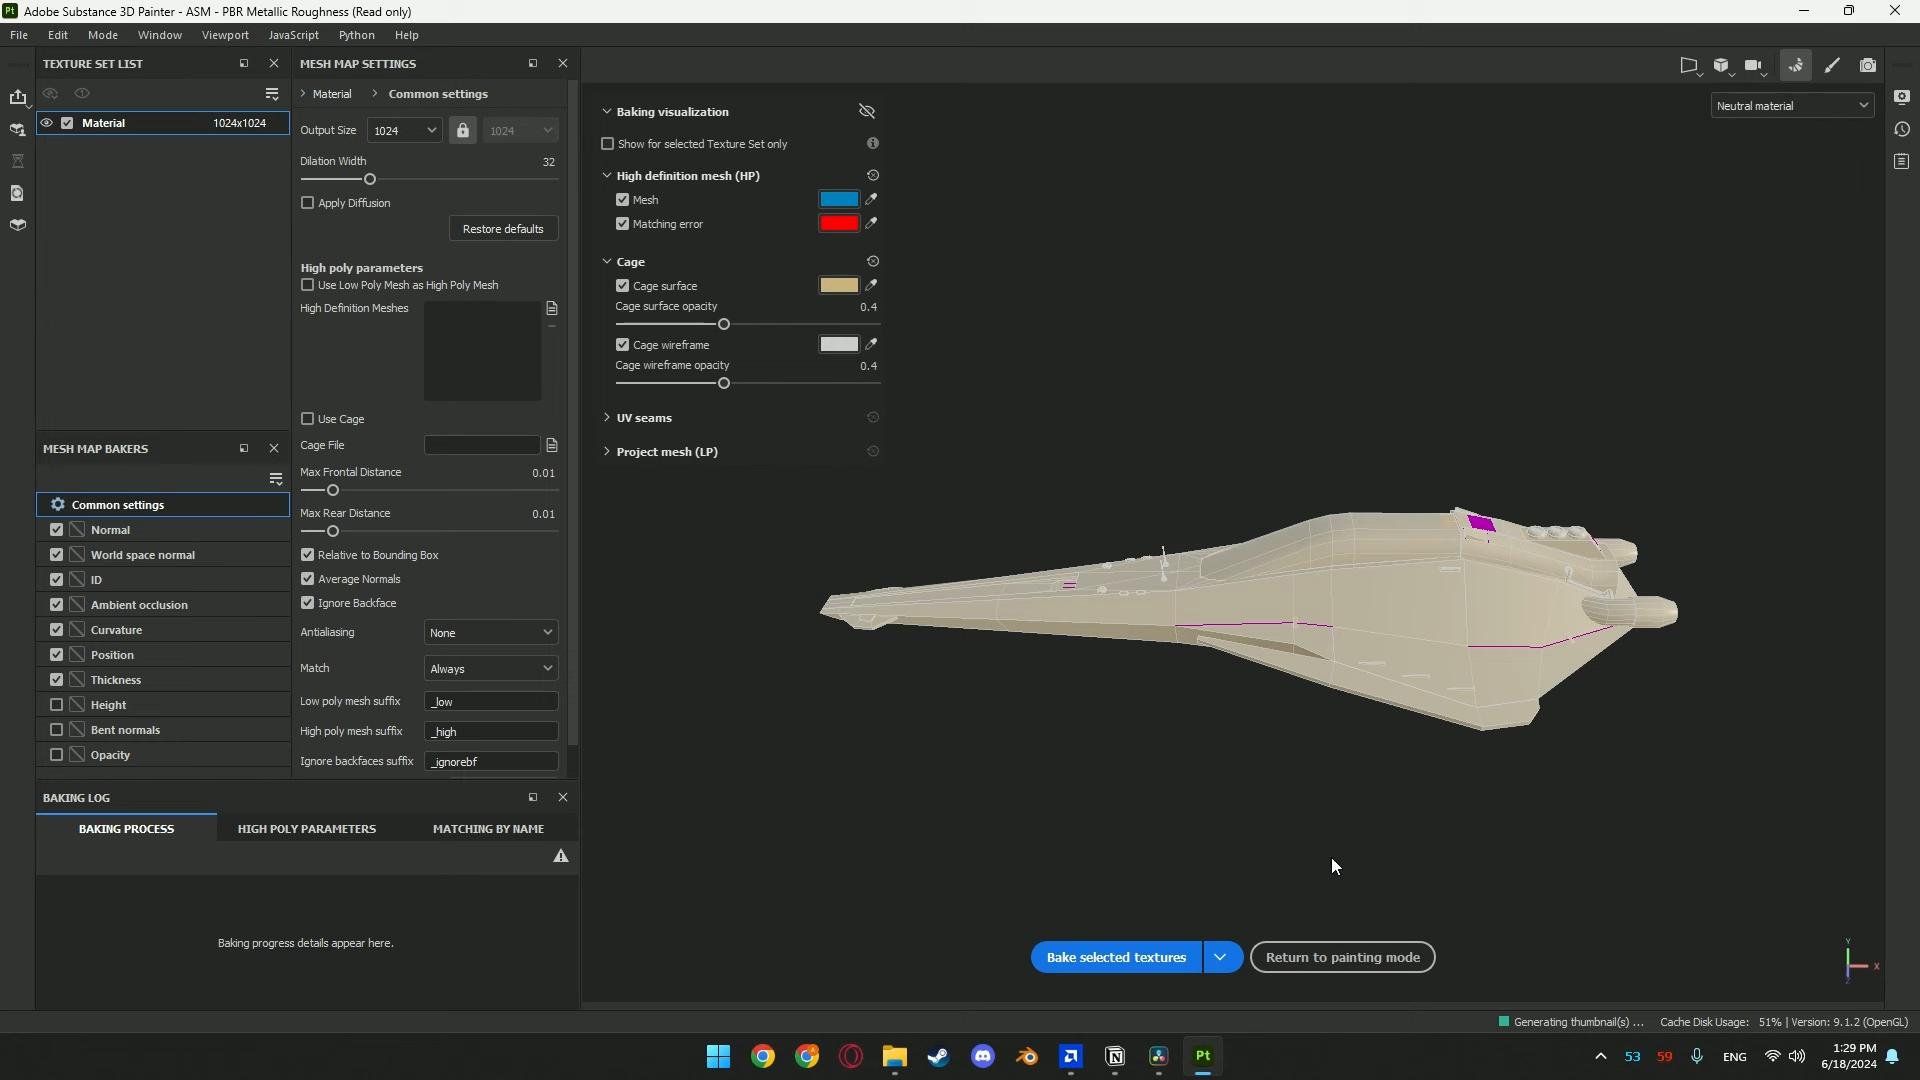 Pt Adobe Substance 3D Painter - ASM - PBR Metallic Roughness (Read only)
File Edit Mode Window Viewport JavaScript Python Help
TEXTURE SET LIST
Material 1024x1024
MESH MAP SETTINGS
Material Common settings
Output Size 1024 1024
Dilation Width 32
Apply Diffusion
Restore defaults
High poly parameters
Use Low Poly Mesh as High Poly Mesh
High Definition Meshes
Use Cage
Cage File
Max Frontal Distance 0.01
Max Rear Distance 0.01
Relative to Bounding Box
Average Normals
Ignore Backface
Antialiasing None
Match Always
Low poly mesh suffix _low
High poly mesh suffix _high
Ignore backfaces suffix _ignorebf
MESH MAP BAKERS
Common settings
Normal
World space normal
ID
Ambient occlusion
Curvature
Position
Thickness
Height
Bent normals
Opacity
BAKING LOG
BAKING PROCESS HIGH POLY PARAMETERS MATCHING BY NAME
Baking progress details appear here.
Baking visualization
Show for selected Texture Set only
High definition mesh (HP)
Mesh
Matching error
Cage
Cage surface
Cage surface opacity 0.4
Cage wireframe
Cage wireframe opacity 0.4
UV seams
Project mesh (LP)
Neutral material
Bake selected textures Return to painting mode
Y
X
Z
Generating thumbnail(s) ... Cache Disk Usage: 51% | Version: 9.1.2 (OpenGL)
N Pt 53 59 ENG 1:29 PM
6/18/2024